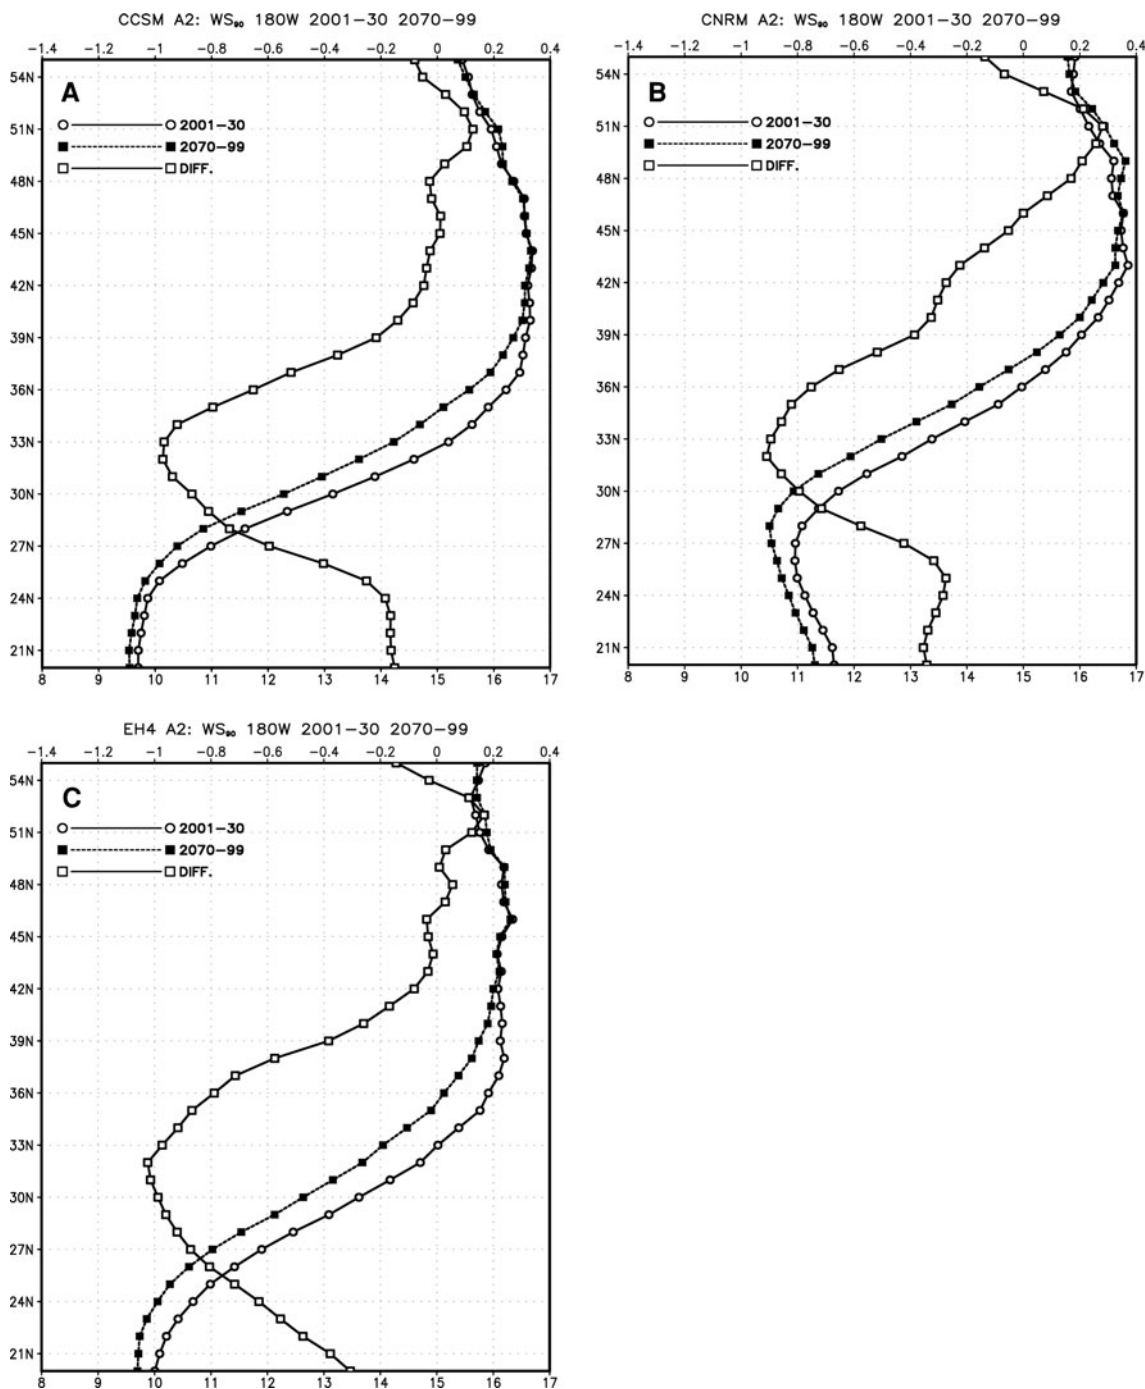 CCSM A2: WS₉₀ 180W 2001−30 2070−99
−1.4 −1.2 −1 −0.8 −0.6 −0.4 −0.2 0 0.2 0.4
A
2001−30
2070−99
DIFF.
54N
51N
48N
45N
42N
39N
36N
33N
30N
27N
24N
21N
8 9 10 11 12 13 14 15 16 17
CNRM A2: WS₉₀ 180W 2001−30 2070−99
−1.4 −1.2 −1 −0.8 −0.6 −0.4 −0.2 0 0.2 0.4
B
2001−30
2070−99
DIFF.
54N
51N
48N
45N
42N
39N
36N
33N
30N
27N
24N
21N
8 9 10 11 12 13 14 15 16 17
EH4 A2: WS₉₀ 180W 2001−30 2070−99
−1.4 −1.2 −1 −0.8 −0.6 −0.4 −0.2 0 0.2 0.4
C
2001−30
2070−99
DIFF.
54N
51N
48N
45N
42N
39N
36N
33N
30N
27N
24N
21N
8 9 10 11 12 13 14 15 16 17